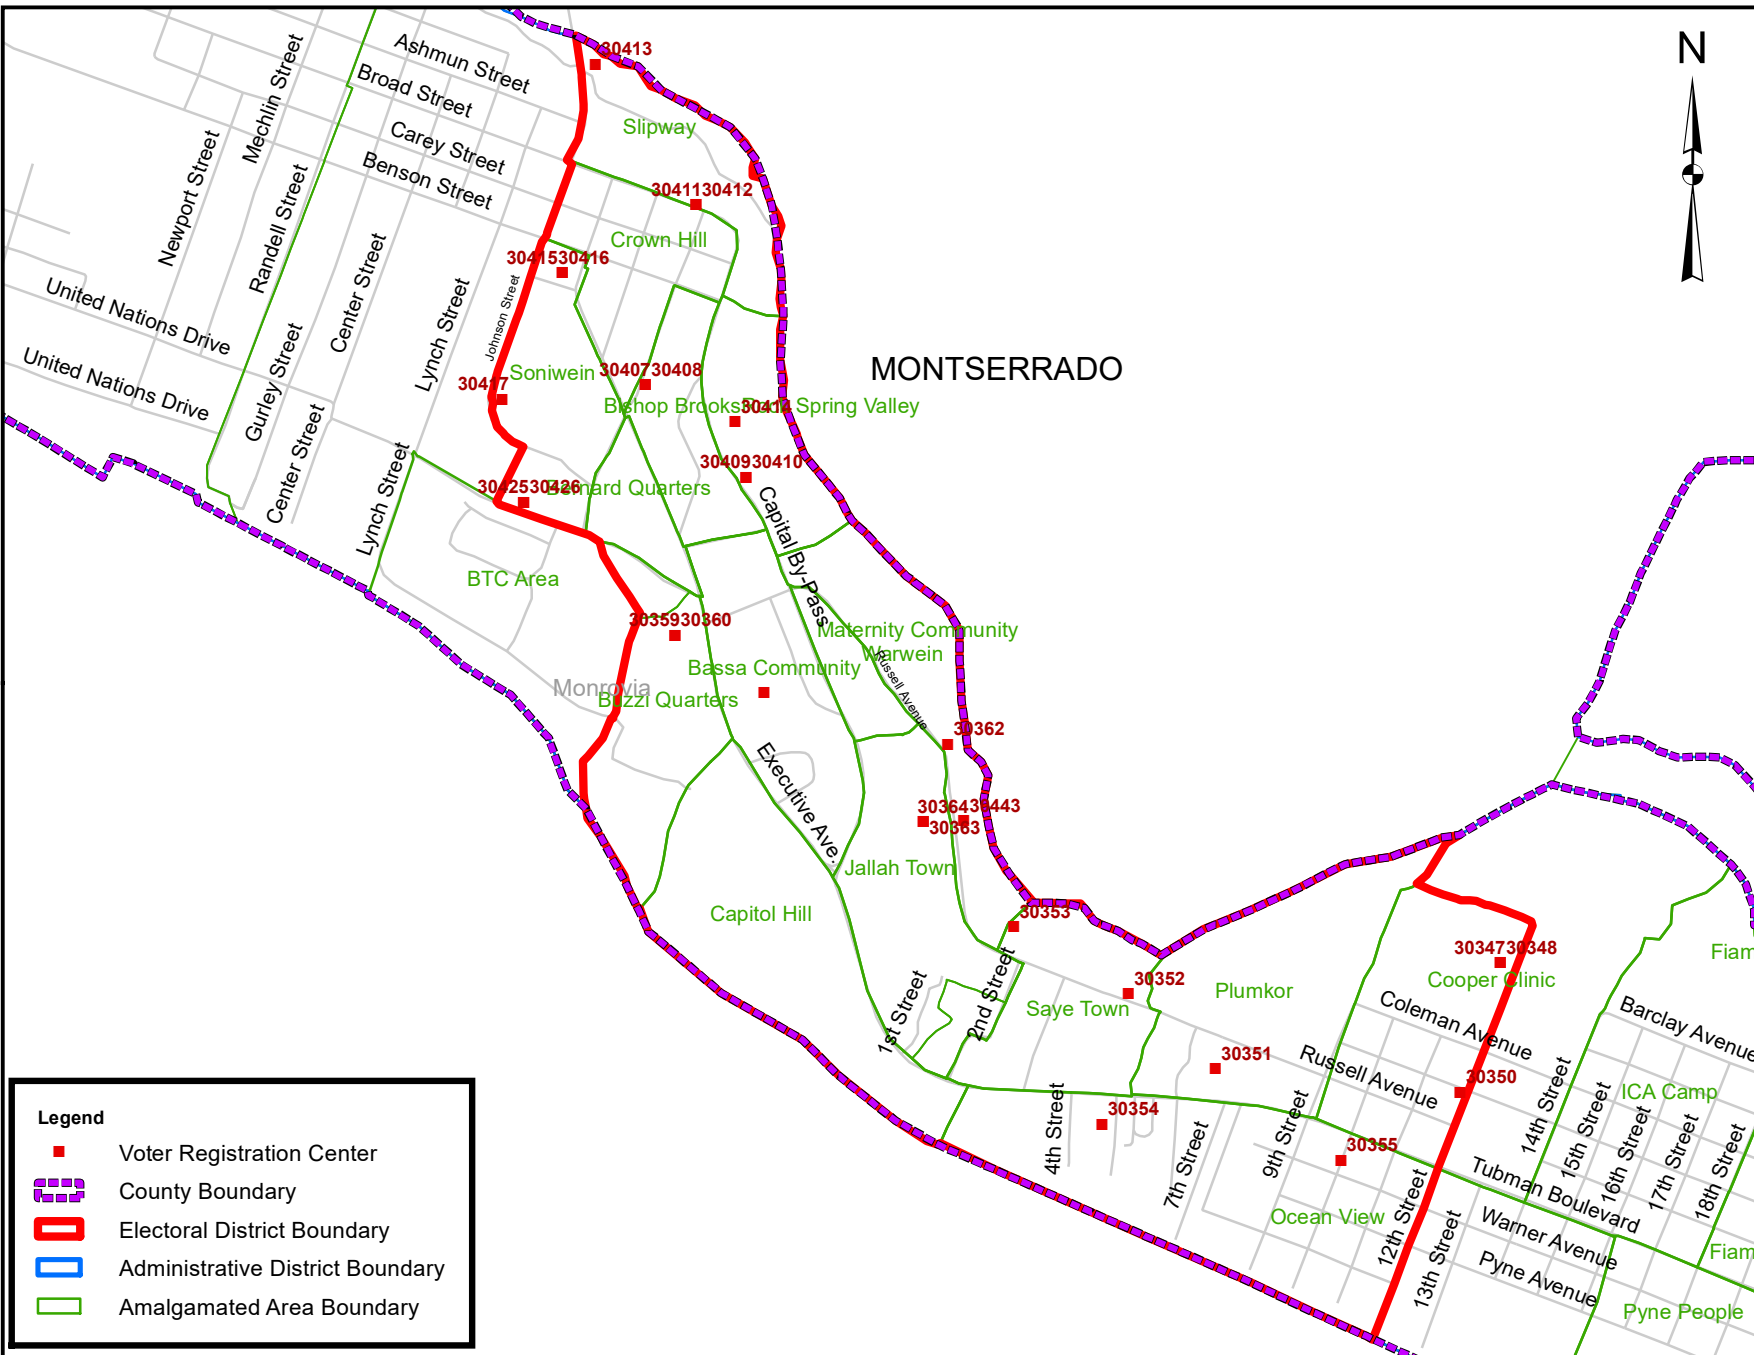 N
30413
Ashmun Street
Broad Street
Mechlin Street
Slipway
Carey Street
Benson Street
Newport Street
Randell Street
3041130412
Crown Hill
3041530416
Center Street
Lynch Street
Johnson Street
United Nations Drive
United Nations Drive
MONTSERRADO
Soniwein
3040730408
30417
30414
Spring Valley
Gurley Street
Center Street
Lynch Street
3040930410
3042530426
Bernard Quarters
Capital By-Pass
BTC Area
3035930360
Maternity Community
Warwein
Russell Avenue
Bassa Community
Monrovia
Buzzi Quarters
30362
Executive Ave.
30364
30443
30363
Jallah Town
Capitol Hill
30353
3034730348
Cooper Clinic
Fiam
1st Street
2nd Street
30352
Plumkor
Saye Town
Coleman Avenue
Barclay Avenue
Russell Avenue
30351
30350
ICA Camp
30354
30355
4th Street
7th Street
9th Street
12th Street
13th Street
14th Street
15th Street
16th Street
17th Street
18th Street
Tubman Boulevard
Ocean View
Warner Avenue
Pyne Avenue
Fiam
Pyne People
Legend
Voter Registration Center
County Boundary
Electoral District Boundary
Administrative District Boundary
Amalgamated Area Boundary